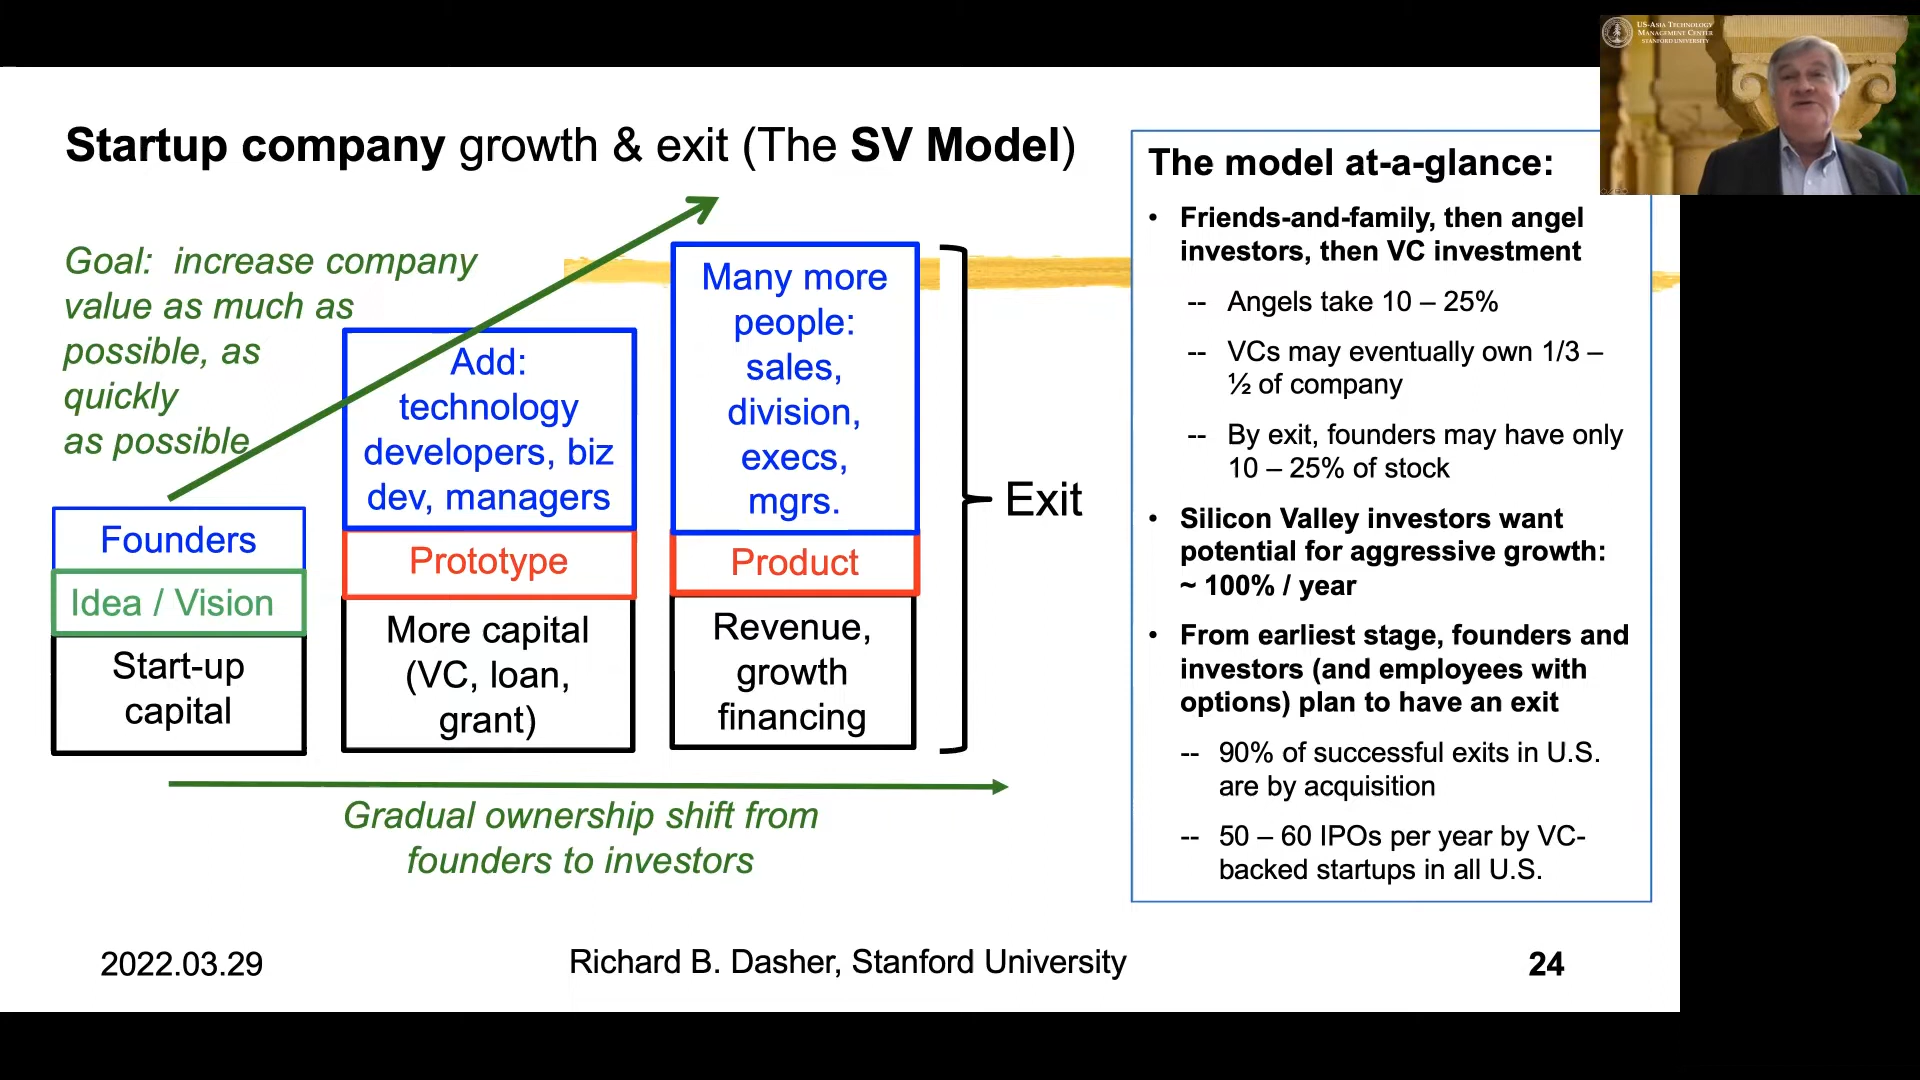 US-ASIA TECHNOLOGY
MANAGEMENT CENTER
STANFORD UNIVERSITY
Startup company growth & exit (The SV Model)
Goal: increase company
value as much as
possible, as
quickly
as possible
Founders
Idea / Vision
Start-up
capital
Add:
technology
developers, biz
dev, managers
Prototype
More capital
(VC, loan,
grant)
Many more
people:
sales,
division,
execs,
mgrs.
Product
Revenue,
growth
financing
Exit
Gradual ownership shift from
founders to investors
The model at-a-glance:
• Friends-and-family, then angel
investors, then VC investment
-- Angels take 10 – 25%
-- VCs may eventually own 1/3 –
½ of company
-- By exit, founders may have only
10 – 25% of stock
• Silicon Valley investors want
potential for aggressive growth:
~ 100% / year
• From earliest stage, founders and
investors (and employees with
options) plan to have an exit
-- 90% of successful exits in U.S.
are by acquisition
-- 50 – 60 IPOs per year by VC-
backed startups in all U.S.
2022.03.29
Richard B. Dasher, Stanford University
24